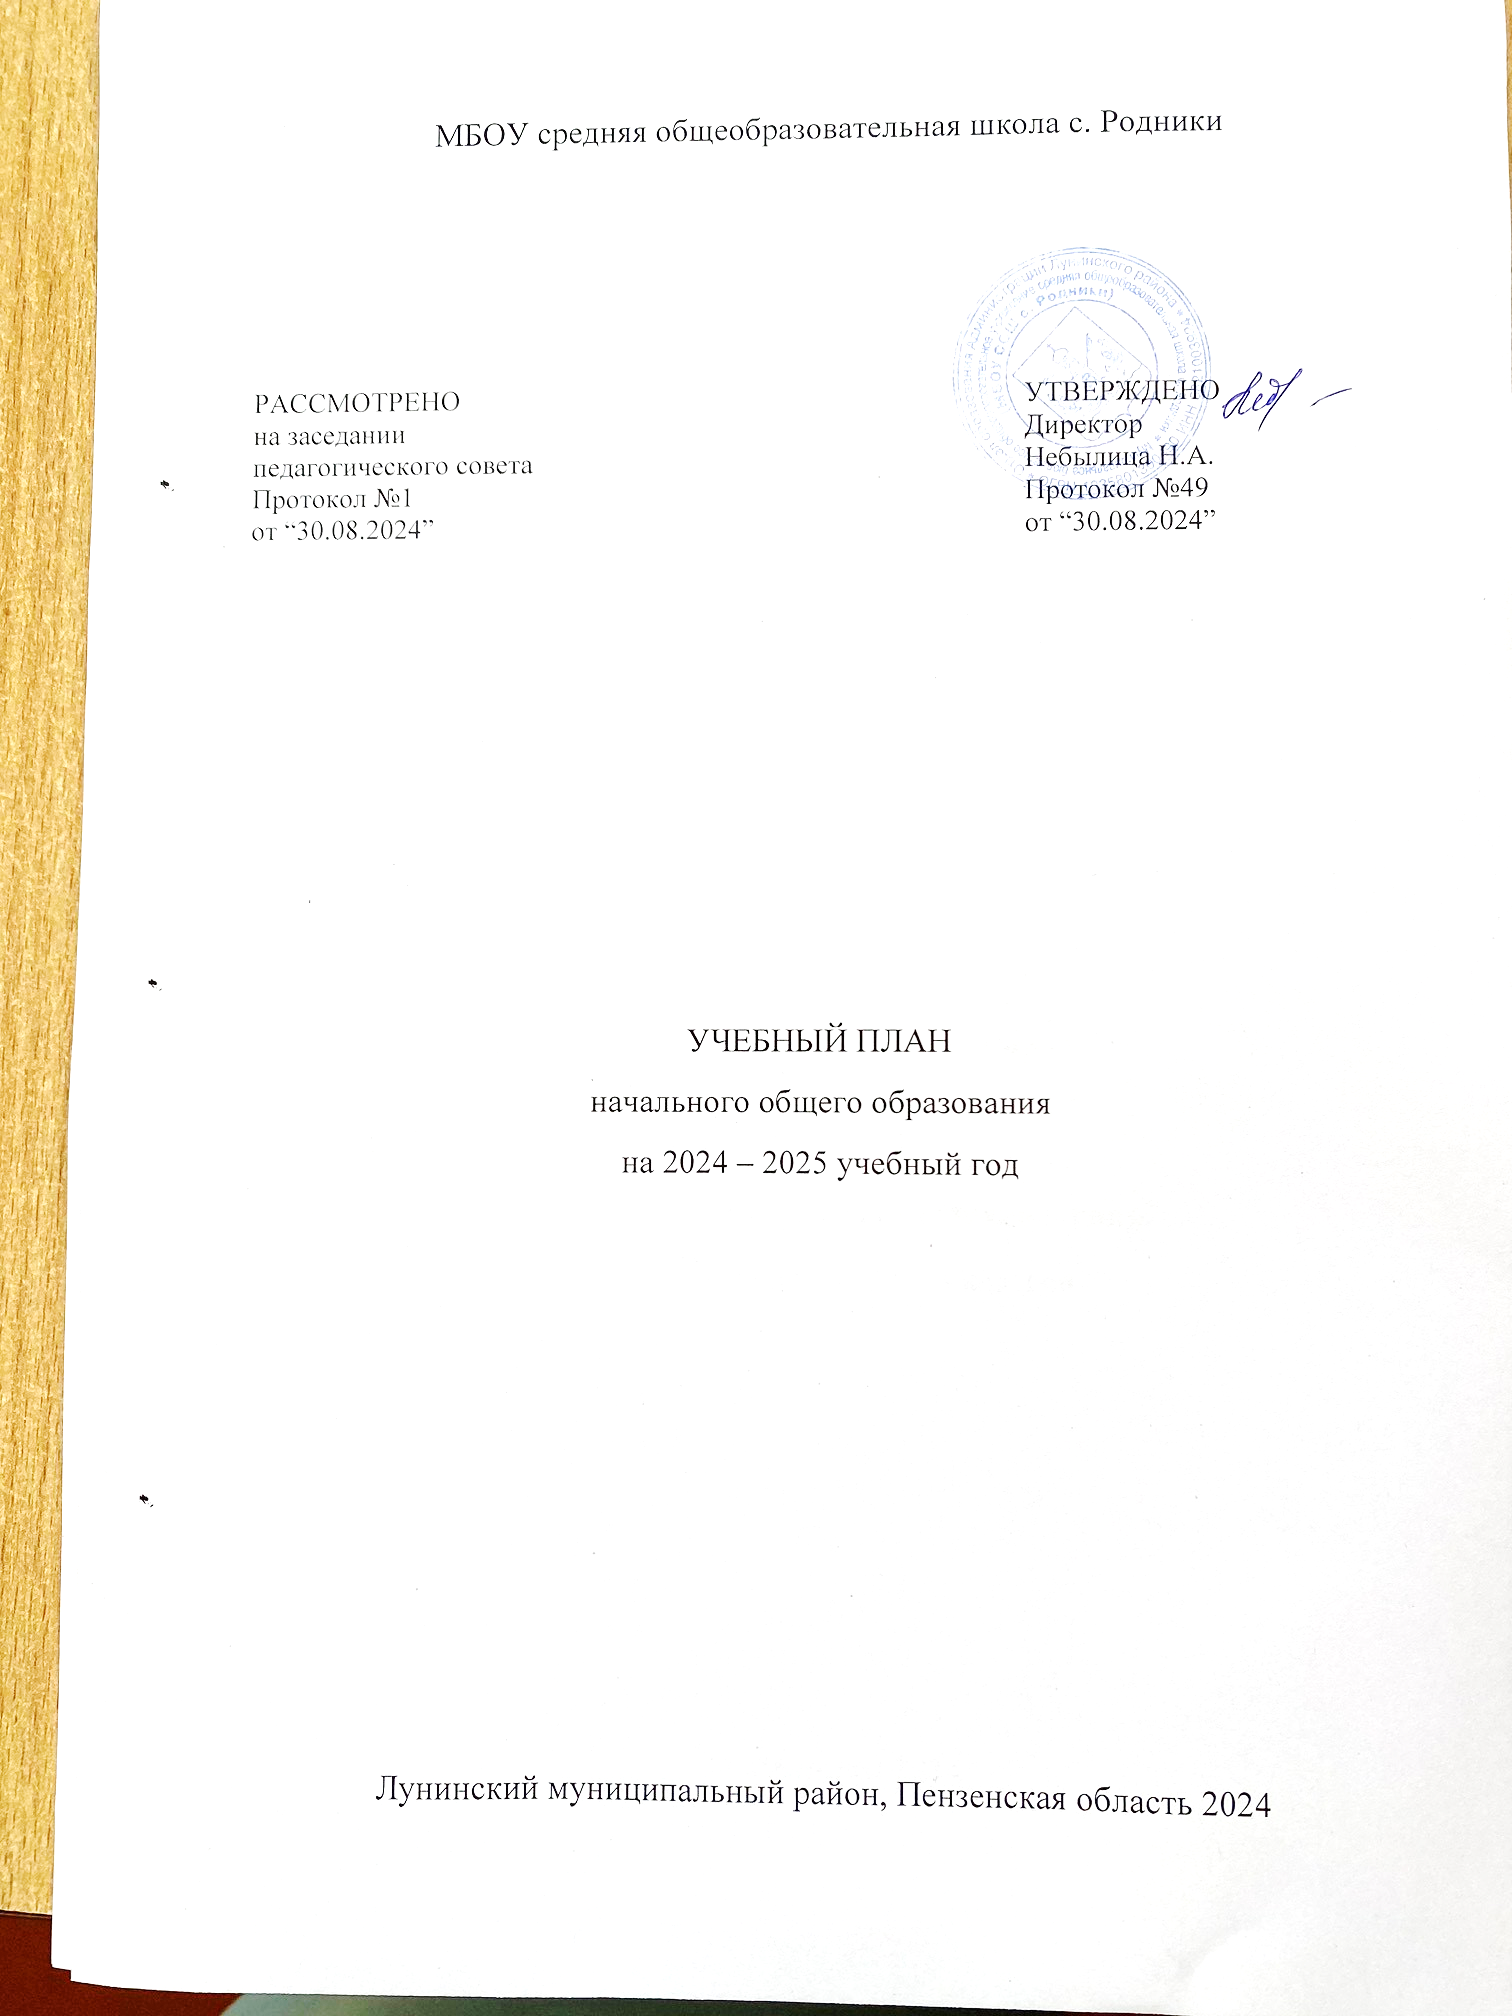 МБОУ средняя общеобразовательная школа с. Родники
РАССМОТРЕНО
на заседании
педагогического совета
Протокол №1
от “30.08.2024”
УТВЕРЖДЕНО
Директор
Небылица Н.А.
Протокол №49
от “30.08.2024”
УЧЕБНЫЙ ПЛАН
начального общего образования
на 2024 – 2025 учебный год
Лунинский муниципальный район, Пензенская область 2024